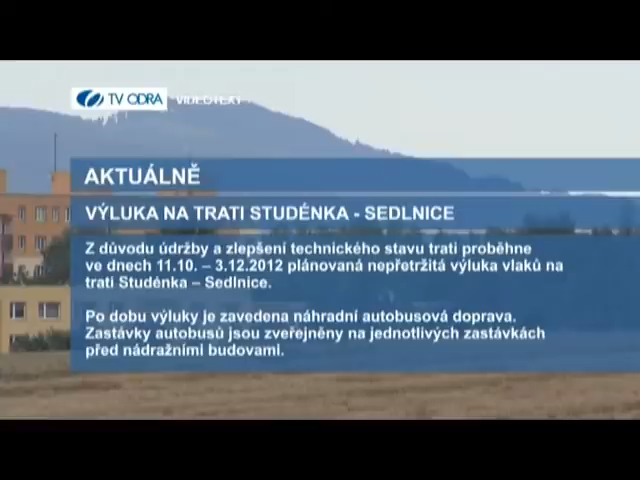 TV ODRA VIDEOTEXT
AKTUÁLNĚ
VÝLUKA NA TRATI STUDÉNKA - SEDLNICE
Z důvodu údržby a zlepšení technického stavu trati proběhne
ve dnech 11.10. – 3.12.2012 plánovaná nepřetržitá výluka vlaků na
trati Studénka – Sedlnice.
Po dobu výluky je zavedena náhradní autobusová doprava.
Zastávky autobusů jsou zveřejněny na jednotlivých zastávkách
před nádražními budovami.